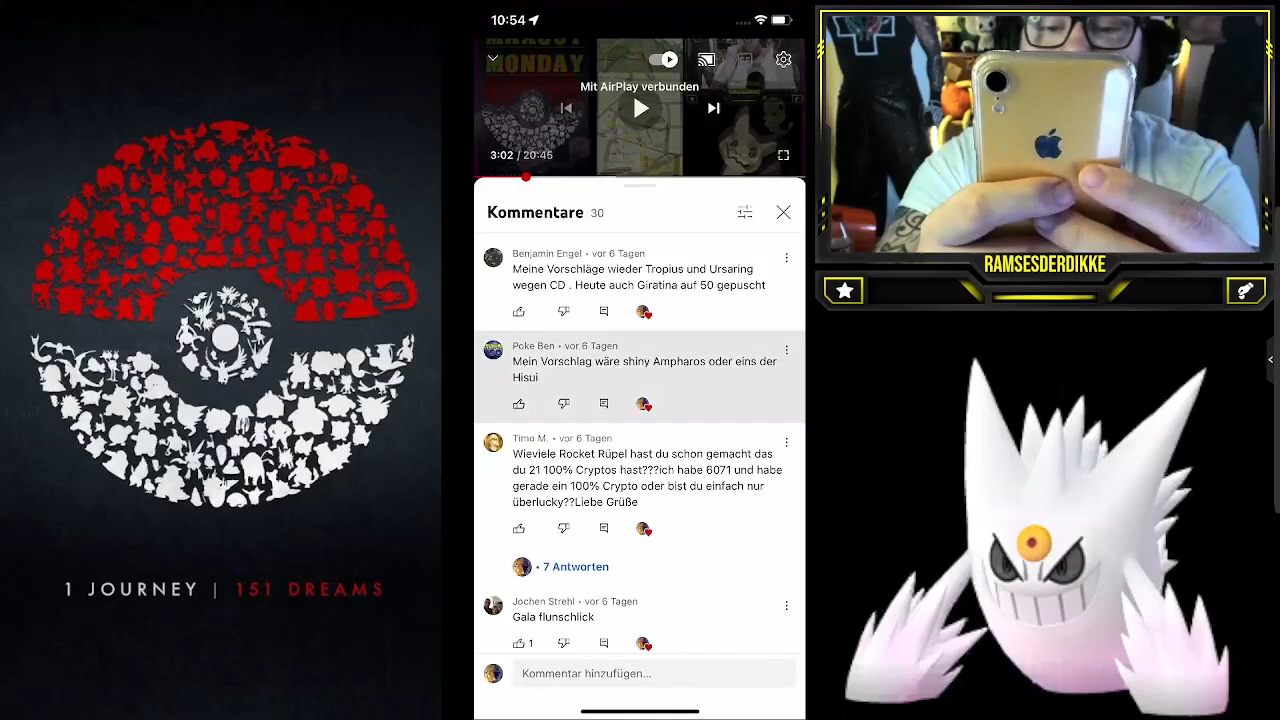 10:54
MAKUST
MONDAY
Mit AirPlay verbunden
3:02 / 20:45
Kommentare 30
Benjamin Engel • vor 6 Tagen
Meine Vorschläge wieder Tropius und Ursaring
wegen CD . Heute auch Giratina auf 50 gepuscht
Poke Ben • vor 6 Tagen
Mein Vorschlag wäre shiny Ampharos oder eins der
Hisui
Timo M. • vor 6 Tagen
Wieviele Rocket Rüpel hast du schon gemacht das
du 21 100% Cryptos hast???ich habe 6071 und habe
gerade ein 100% Crypto oder bist du einfach nur
überlucky??Liebe Grüße
• 7 Antworten
Jochen Strehl • vor 6 Tagen
Gala flunschlick
1
Kommentar hinzufügen...
1 JOURNEY | 151 DREAMS
RAMSESDERDIKKE